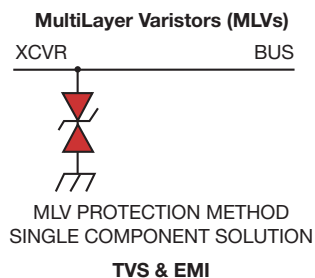 MultiLayer Varistors (MLVs)
XCVR BUS
MLV PROTECTION METHOD
SINGLE COMPONENT SOLUTION
TVS & EMI